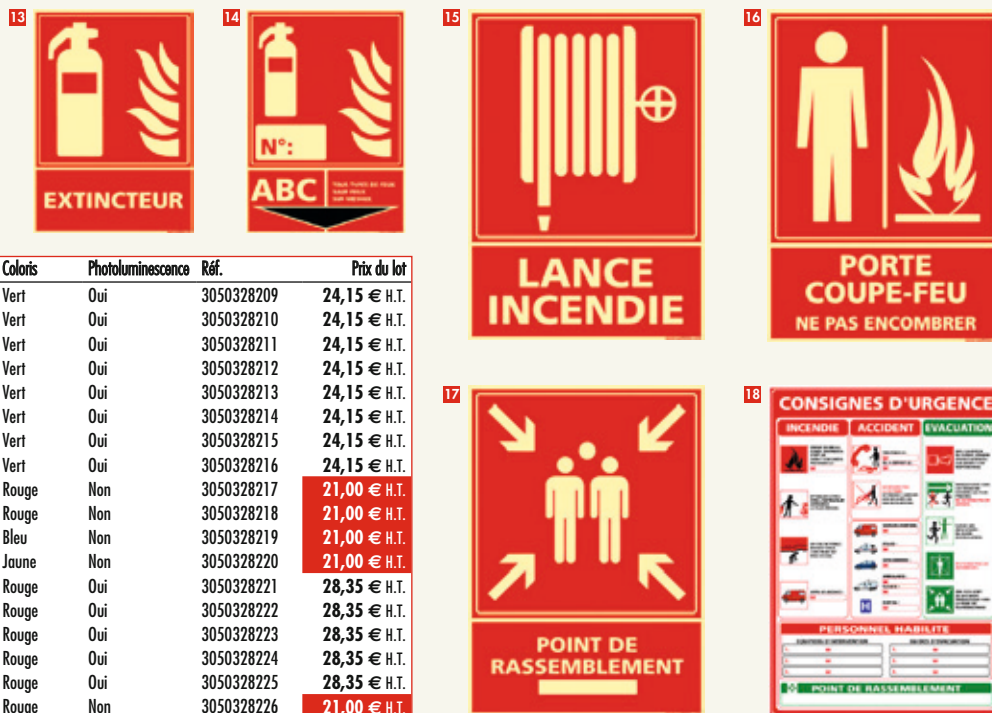 13
EXTINCTEUR
14
N°:
ABC
15
LANCE
INCENDIE
16
PORTE
COUPE-FEU
NE PAS ENCOMBRER
Coloris Photoluminescence Réf. Prix du lot
Vert Oui 3050328209 24,15 € H.T.
Vert Oui 3050328210 24,15 € H.T.
Vert Oui 3050328211 24,15 € H.T.
Vert Oui 3050328212 24,15 € H.T.
Vert Oui 3050328213 24,15 € H.T.
Vert Oui 3050328214 24,15 € H.T.
Vert Oui 3050328215 24,15 € H.T.
Vert Oui 3050328216 24,15 € H.T.
Rouge Non 3050328217 21,00 € H.T.
Rouge Non 3050328218 21,00 € H.T.
Bleu Non 3050328219 21,00 € H.T.
Jaune Non 3050328220 21,00 € H.T.
Rouge Oui 3050328221 28,35 € H.T.
Rouge Oui 3050328222 28,35 € H.T.
Rouge Oui 3050328223 28,35 € H.T.
Rouge Oui 3050328224 28,35 € H.T.
Rouge Oui 3050328225 28,35 € H.T.
Rouge Non 3050328226 21,00 € H.T.
17
POINT DE
RASSEMBLEMENT
18
CONSIGNES D'URGENCE
INCENDIE ACCIDENT EVACUATION
H
PERSONNEL HABILITE
POINT DE RASSEMBLEMENT